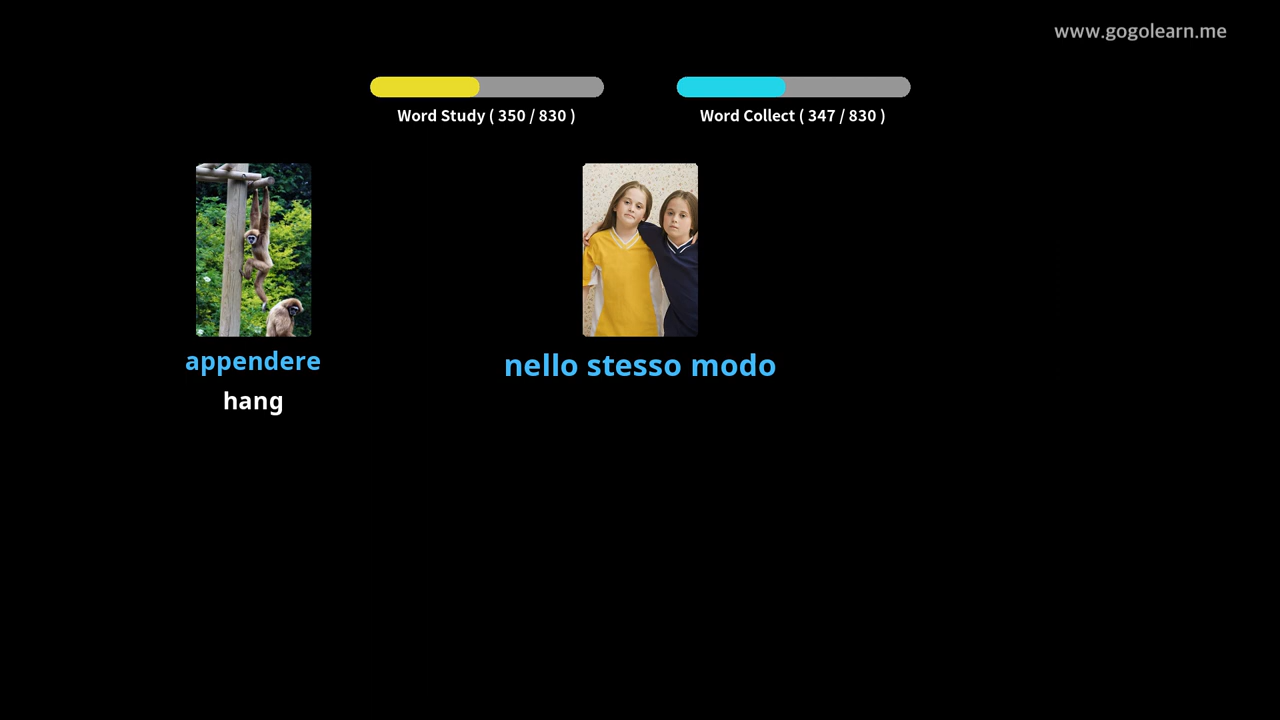 www.gogolearn.me
Word Study ( 350 / 830 )
Word Collect ( 347 / 830 )
appendere
hang
nello stesso modo